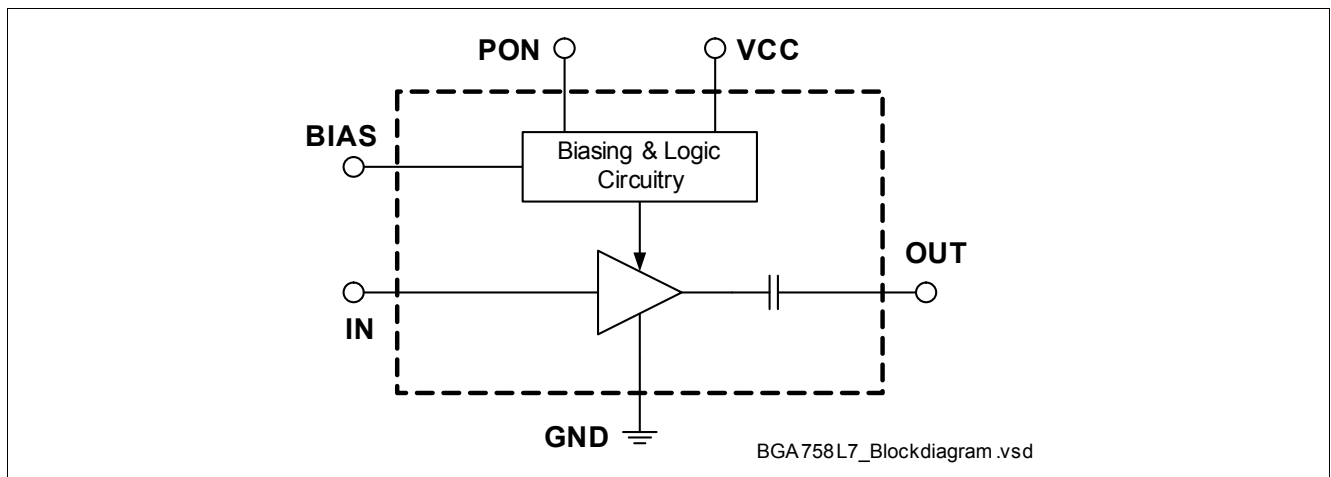 PON
VCC
BIAS
Biasing & Logic
Circuitry
OUT
IN
GND
BGA758L7_Blockdiagram.vsd